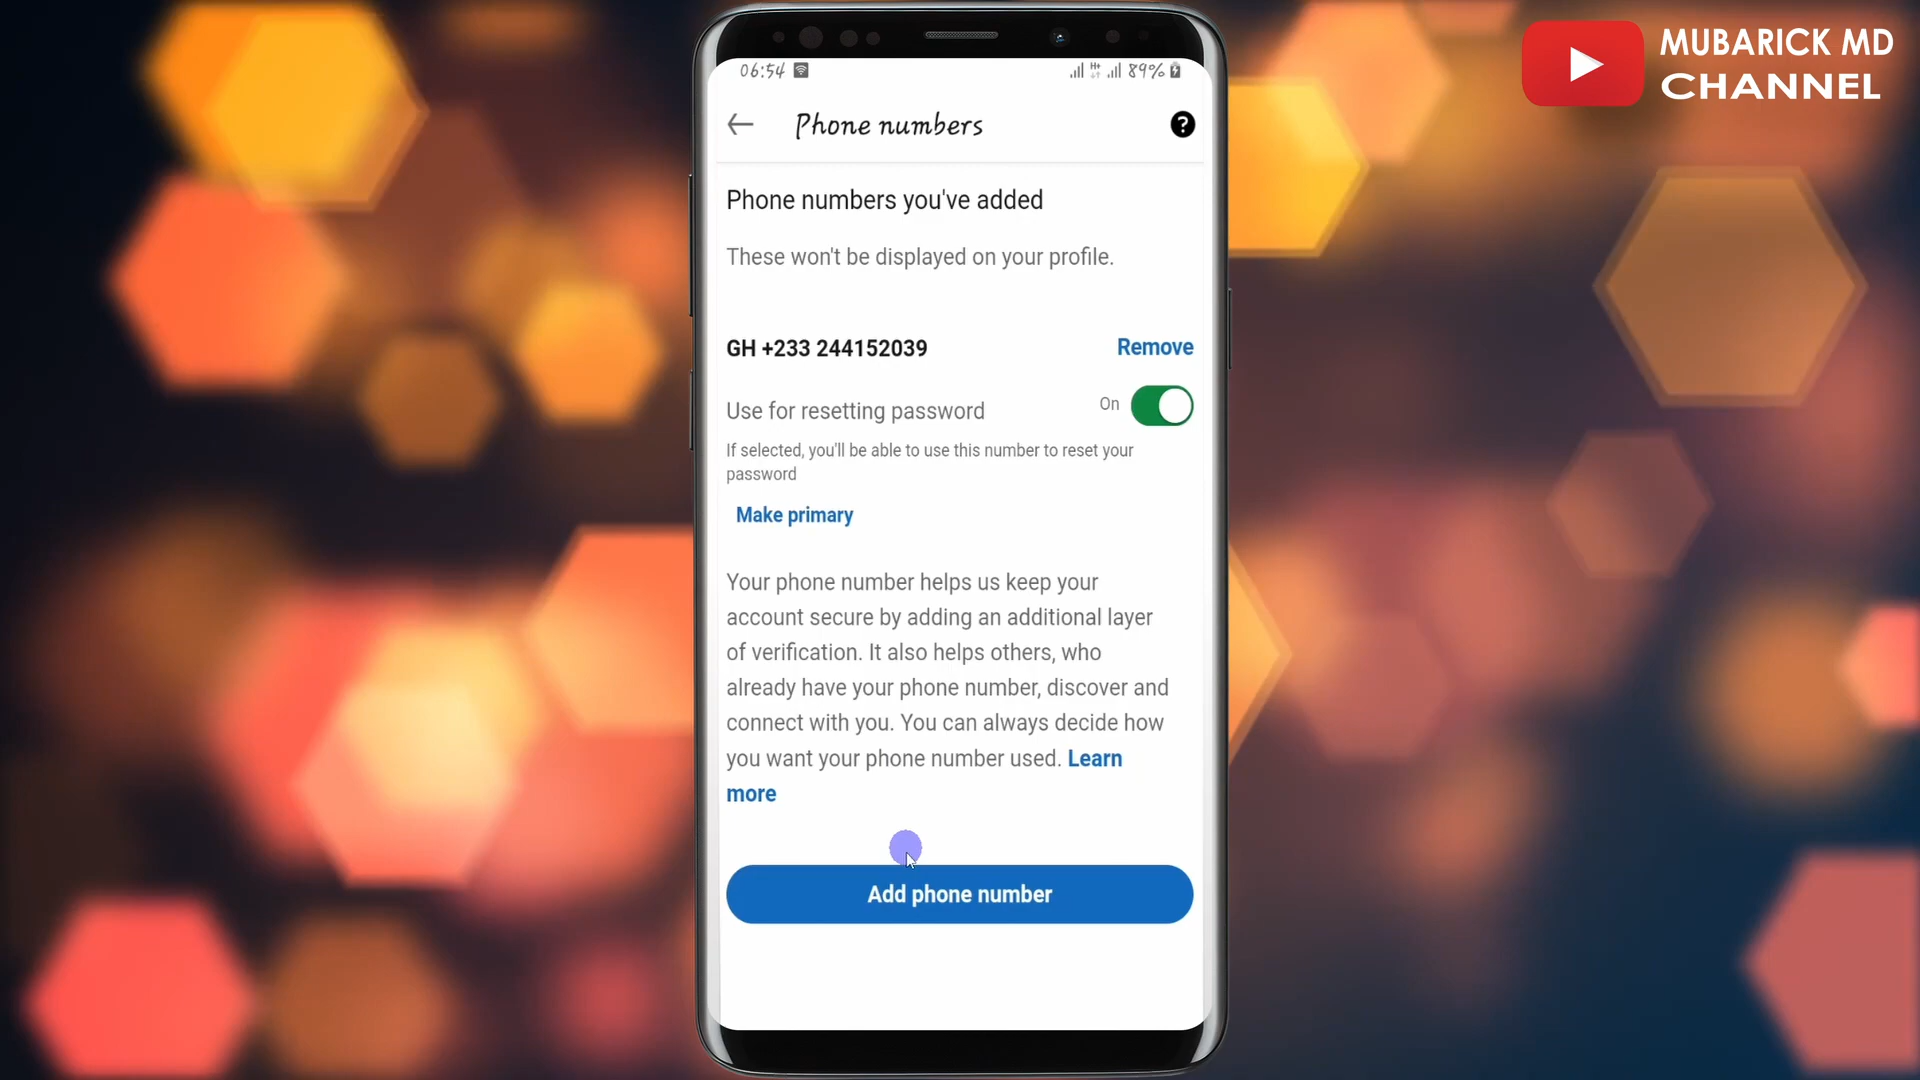 MUBARICK MD
CHANNEL
06:54 89%
Phone numbers ?
Phone numbers you've added
These won't be displayed on your profile.
GH +233 244152039 Remove
Use for resetting password On
If selected, you'll be able to use this number to reset your
password
Make primary
Your phone number helps us keep your
account secure by adding an additional layer
of verification. It also helps others, who
already have your phone number, discover and
connect with you. You can always decide how
you want your phone number used. Learn
more
Add phone number